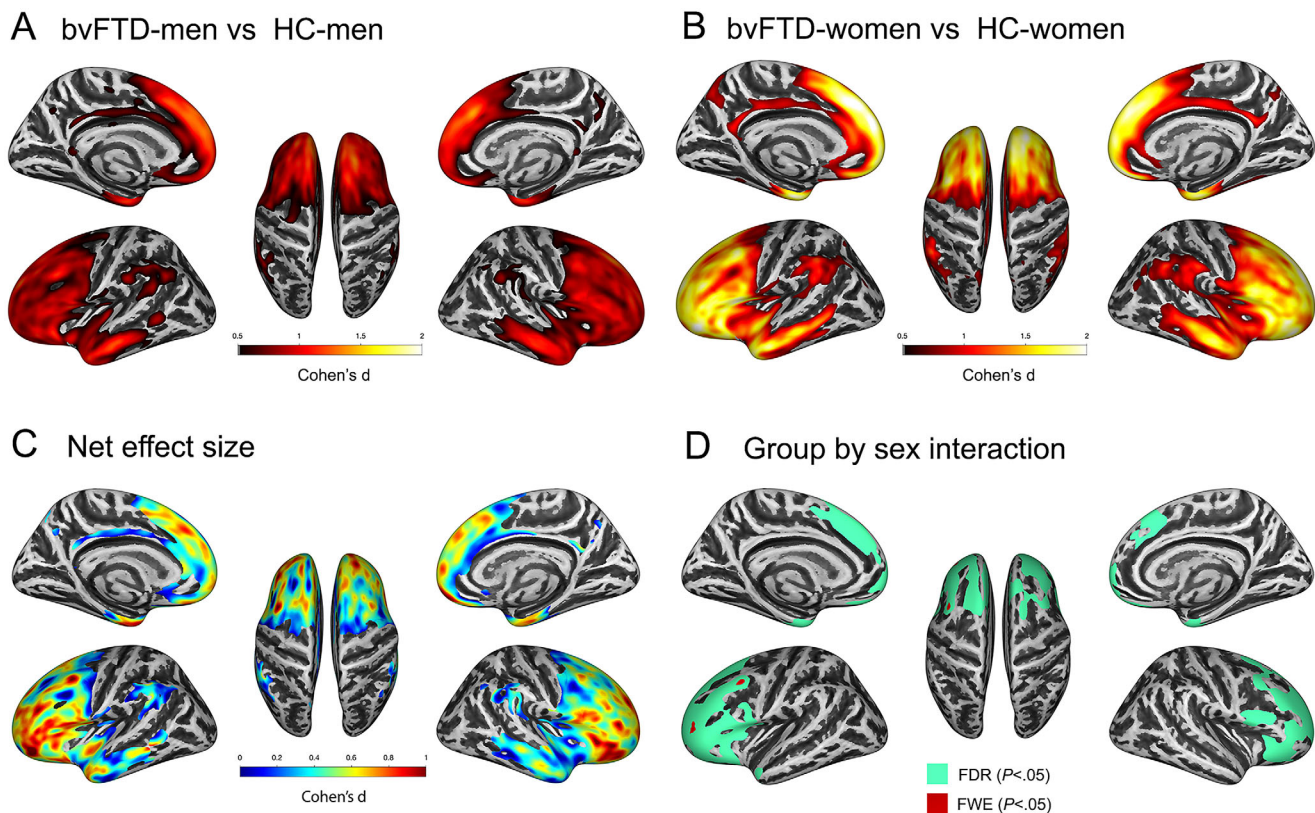 A bvFTD-men vs HC-men
B bvFTD-women vs HC-women
0.5 1 1.5 2
Cohen's d
0.5 1 1.5 2
Cohen's d
C Net effect size
D Group by sex interaction
0 0.2 0.4 0.6 0.8 1
Cohen's d
FDR (P<.05)
FWE (P<.05)